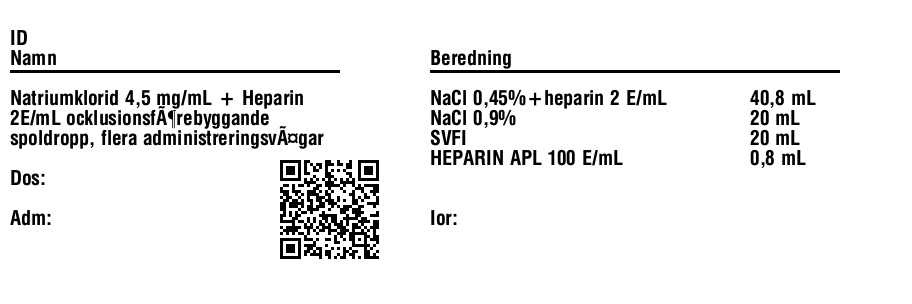 ID
Namn
Natriumklorid 4,5 mg/mL + Heparin
2E/mL ocklusionsfÃ¶rebyggande
spoldropp, flera administreringsvÃ¤gar
Dos:
Adm:
Beredning
NaCl 0,45%+heparin 2 E/mL 40,8 mL
NaCl 0,9% 20 mL
SVFI 20 mL
HEPARIN APL 100 E/mL 0,8 mL
Ior: